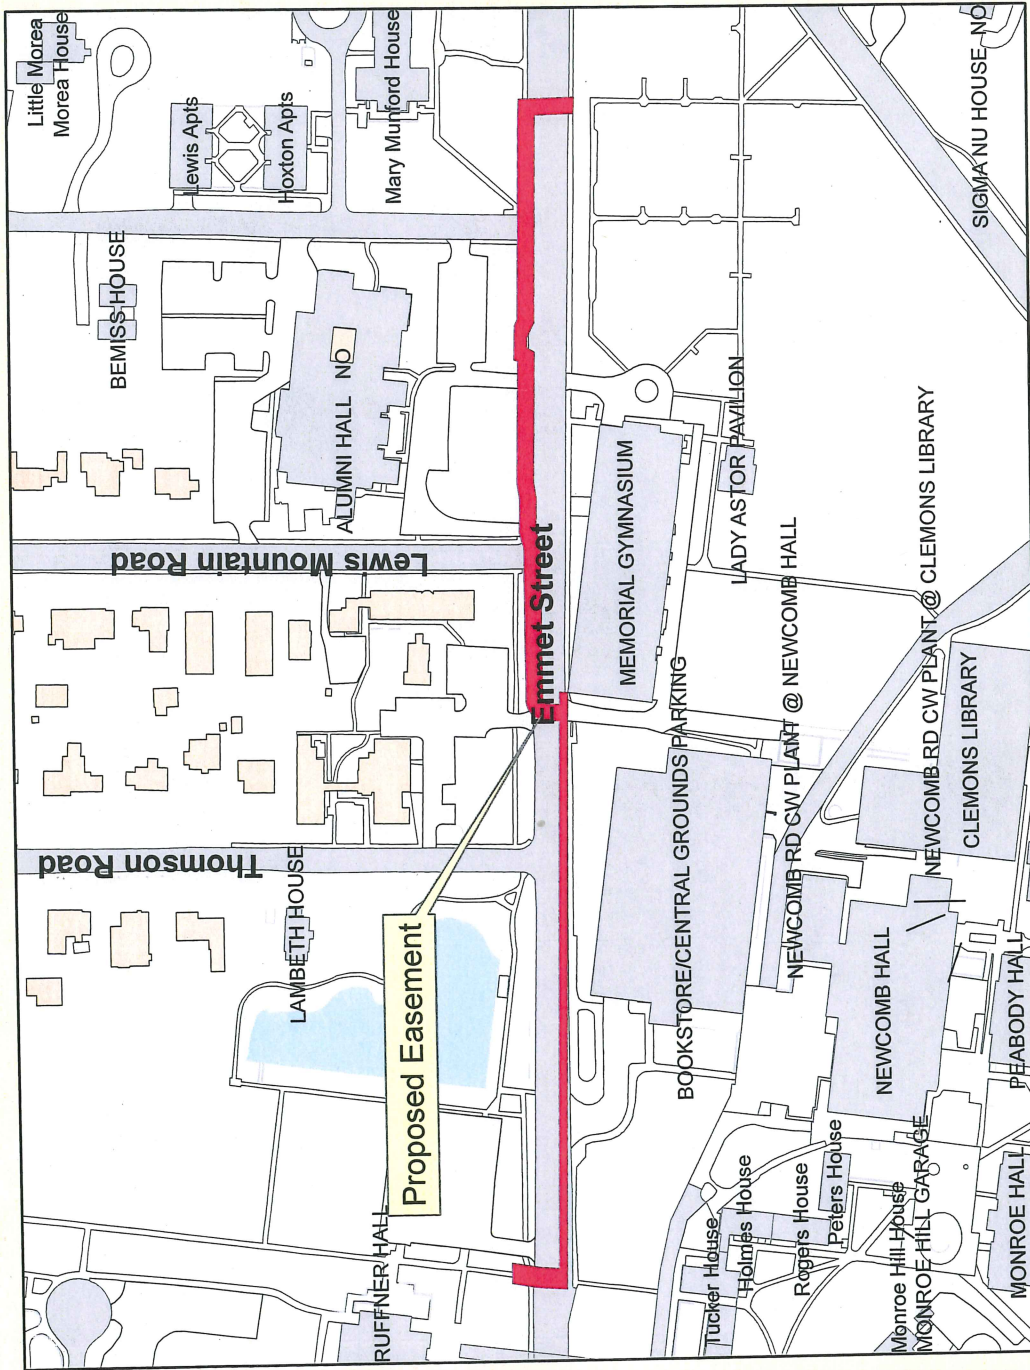 Little Morea
Morea House
Lewis Apts
Hoxton Apts
Mary Munford House
BEMISS HOUSE
ALUMNI HALL NO
SIGMA NU HOUSE NO
Lewis Mountain Road
Emmet Street
MEMORIAL GYMNASIUM
LADY ASTOR PAVILION
Thomson Road
LAMBETH HOUSE
Proposed Easement
BOOKSTORE/CENTRAL GROUNDS PARKING
NEWCOMB RD CW PLANT @ NEWCOMB HALL
NEWCOMB RD CW PLANT @ CLEMONS LIBRARY
CLEMONS LIBRARY
NEWCOMB HALL
PEABODY HALL
RUFFNER HALL
Tucker House
Holmes House
Rogers House
Peters House
Monroe Hill House
MONROE HILL GARAGE
MONROE HALL